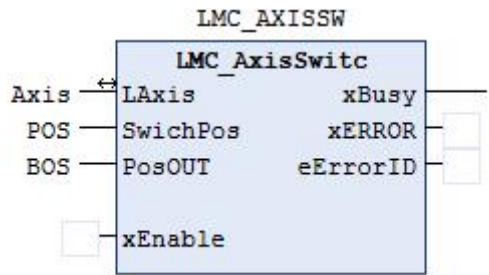 LMC_AXISSW
LMC_AxisSwitc
Axis LAxis xBusy
POS SwichPos xERROR
BOS PosOUT eErrorID
xEnable